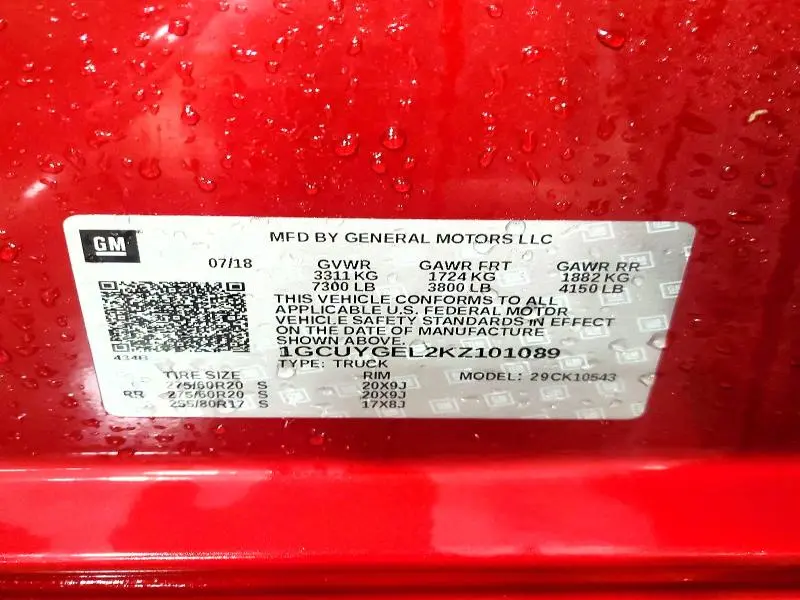 GM
MFD BY GENERAL MOTORS LLC
07/18 GVWR GAWR FRT GAWR RR
3311 KG 1724 KG 1882 KG
7300 LB 3800 LB 4150 LB
THIS VEHICLE CONFORMS TO ALL
APPLICABLE U.S. FEDERAL MOTOR
VEHICLE SAFETY STANDARDS IN EFFECT
ON THE DATE OF MANUFACTURE
SHOWN ABOVE.
434B 1GCUYGEL2KZ101089
TYPE: TRUCK
TIRE SIZE RIM MODEL: 29CK10543
275/60R20 S 20X9J
RR 275/60R20 S 20X9J
255/80R17 S 17X8J